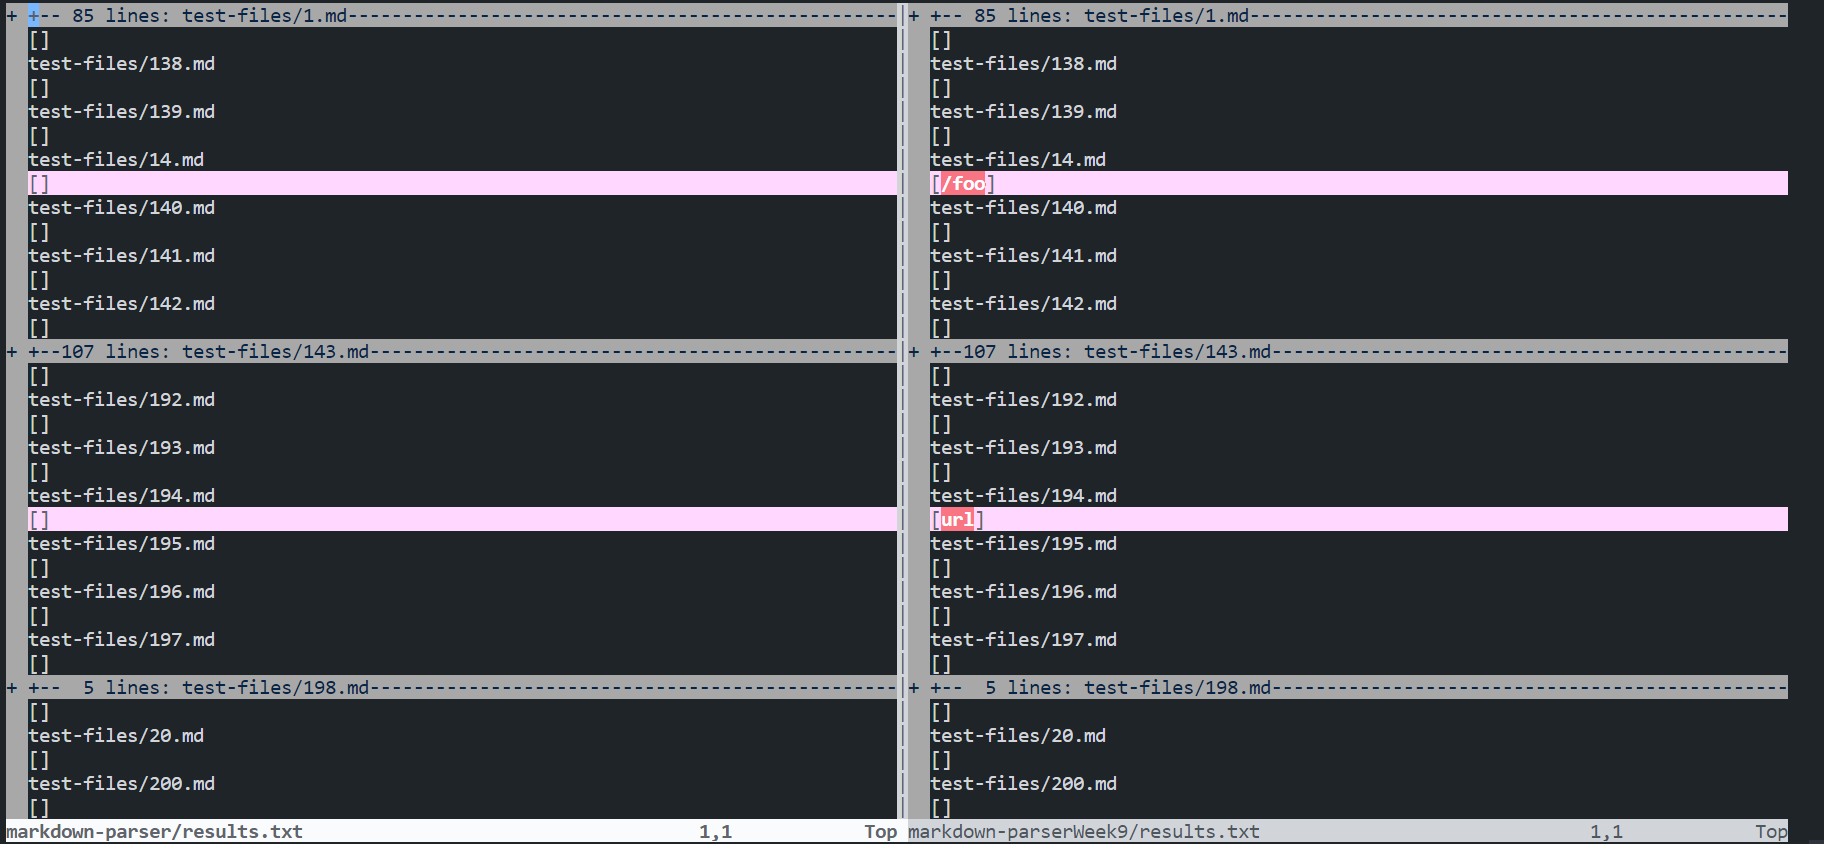 + +-- 85 lines: test-files/1.md--------------------------------------------------
[]
test-files/138.md
[]
test-files/139.md
[]
test-files/14.md
[]
test-files/140.md
[]
test-files/141.md
[]
test-files/142.md
[]
+ +--107 lines: test-files/143.md------------------------------------------------
[]
test-files/192.md
[]
test-files/193.md
[]
test-files/194.md
[]
test-files/195.md
[]
test-files/196.md
[]
test-files/197.md
[]
+ +--  5 lines: test-files/198.md------------------------------------------------
[]
test-files/20.md
[]
test-files/200.md
[]
markdown-parser/results.txt 1,1 Top
+ +-- 85 lines: test-files/1.md-------------------------------------------------
[]
test-files/138.md
[]
test-files/139.md
[]
test-files/14.md
[/foo]
test-files/140.md
[]
test-files/141.md
[]
test-files/142.md
[]
+ +--107 lines: test-files/143.md-----------------------------------------------
[]
test-files/192.md
[]
test-files/193.md
[]
test-files/194.md
[url]
test-files/195.md
[]
test-files/196.md
[]
test-files/197.md
[]
+ +--  5 lines: test-files/198.md-----------------------------------------------
[]
test-files/20.md
[]
test-files/200.md
[]
markdown-parserWeek9/results.txt 1,1 Top